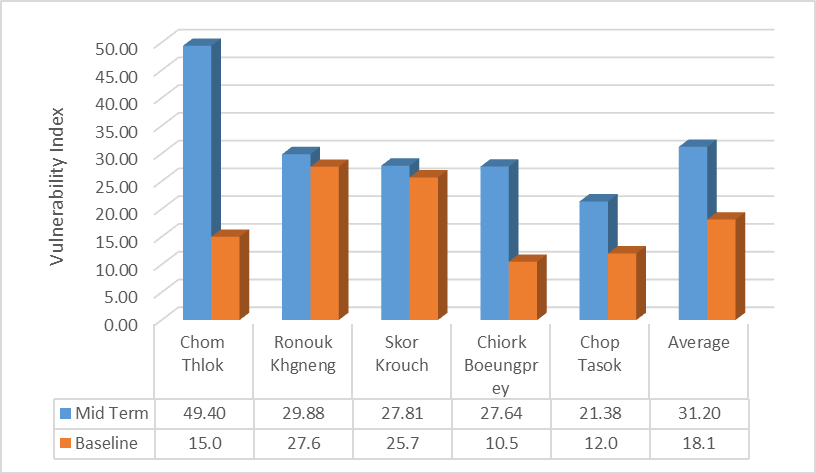 Vulnerability Index
50.00
45.00
40.00
35.00
30.00
25.00
20.00
15.00
10.00
5.00
0.00
Chom
Thlok
Ronouk
Khgneng
Skor
Krouch
Chiork
Boeungpr
ey
Chop
Tasok
Average
Mid Term 49.40 29.88 27.81 27.64 21.38 31.20
Baseline 15.0 27.6 25.7 10.5 12.0 18.1